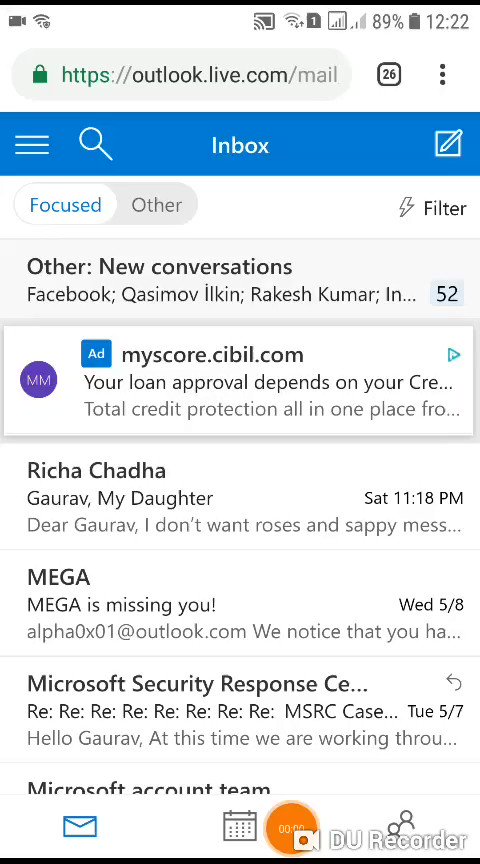 1 89% 12:22
https://outlook.live.com/mail 26
Inbox
Focused Other Filter
Other: New conversations
Facebook; Qasimov İlkin; Rakesh Kumar; In... 52
Ad myscore.cibil.com
MM Your loan approval depends on your Cre...
Total credit protection all in one place fro...
Richa Chadha
Gaurav, My Daughter Sat 11:18 PM
Dear Gaurav, I don't want roses and sappy mess...
MEGA
MEGA is missing you! Wed 5/8
alpha0x01@outlook.com We notice that you ha...
Microsoft Security Response Ce...
Re: Re: Re: Re: Re: Re: Re: Re: MSRC Case... Tue 5/7
Hello Gaurav, At this time we are working throu...
Microsoft account team
00:00 DU Recorder